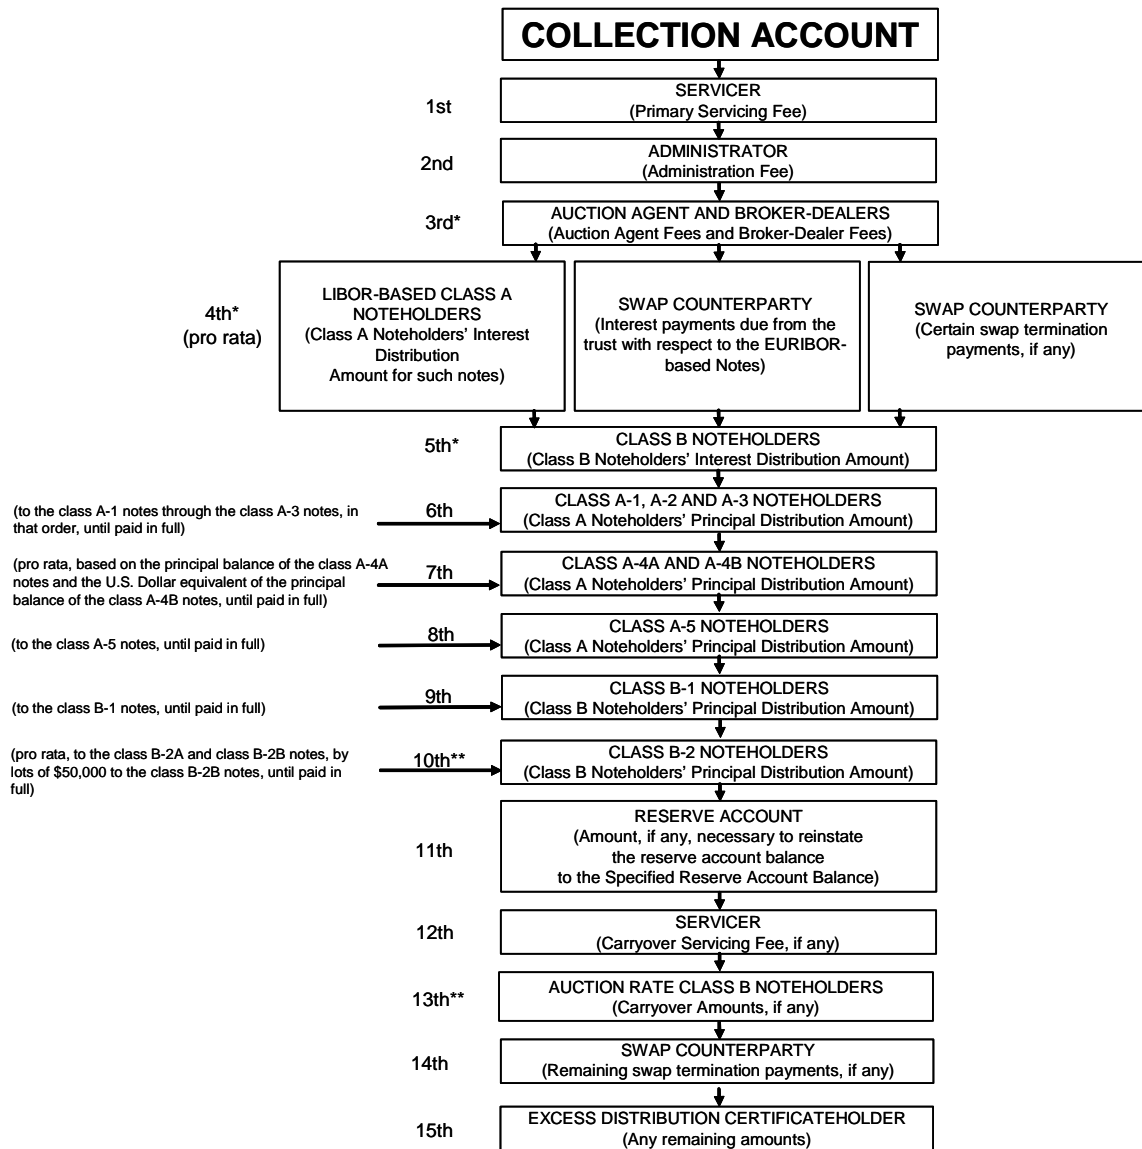 COLLECTION ACCOUNT
1st
SERVICER
(Primary Servicing Fee)
2nd
ADMINISTRATOR
(Administration Fee)
3rd*
AUCTION AGENT AND BROKER-DEALERS
(Auction Agent Fees and Broker-Dealer Fees)
4th*
(pro rata)
LIBOR-BASED CLASS A
NOTEHOLDERS
(Class A Noteholders' Interest
Distribution
Amount for such notes)
SWAP COUNTERPARTY
(Interest payments due from the
trust with respect to the EURIBOR-
based Notes)
SWAP COUNTERPARTY
(Certain swap termination
payments, if any)
5th*
CLASS B NOTEHOLDERS
(Class B Noteholders' Interest Distribution Amount)
(to the class A-1 notes through the class A-3 notes, in
that order, until paid in full)
6th
CLASS A-1, A-2 AND A-3 NOTEHOLDERS
(Class A Noteholders' Principal Distribution Amount)
(pro rata, based on the principal balance of the class A-4A
notes and the U.S. Dollar equivalent of the principal
balance of the class A-4B notes, until paid in full)
7th
CLASS A-4A AND A-4B NOTEHOLDERS
(Class A Noteholders' Principal Distribution Amount)
(to the class A-5 notes, until paid in full)
8th
CLASS A-5 NOTEHOLDERS
(Class A Noteholders' Principal Distribution Amount)
(to the class B-1 notes, until paid in full)
9th
CLASS B-1 NOTEHOLDERS
(Class B Noteholders' Principal Distribution Amount)
(pro rata, to the class B-2A and class B-2B notes, by
lots of $50,000 to the class B-2B notes, until paid in
full)
10th**
CLASS B-2 NOTEHOLDERS
(Class B Noteholders' Principal Distribution Amount)
11th
RESERVE ACCOUNT
(Amount, if any, necessary to reinstate
the reserve account balance
to the Specified Reserve Account Balance)
12th
SERVICER
(Carryover Servicing Fee, if any)
13th**
AUCTION RATE CLASS B NOTEHOLDERS
(Carryover Amounts, if any)
14th
SWAP COUNTERPARTY
(Remaining swap termination payments, if any)
15th
EXCESS DISTRIBUTION CERTIFICATEHOLDER
(Any remaining amounts)